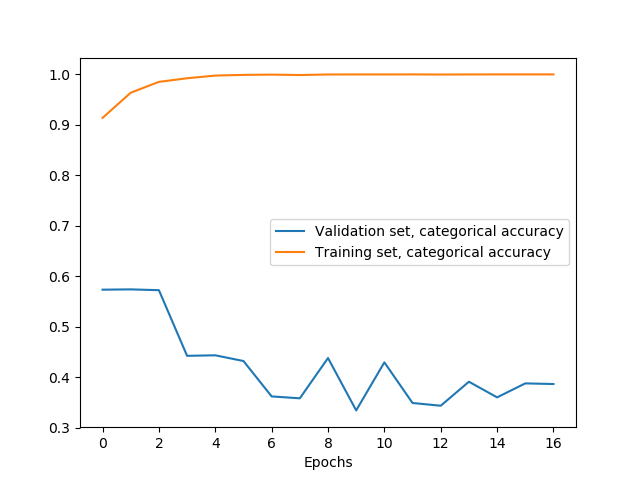 1.0
0.9
0.8
0.7
0.6
0.5
0.4
0.3
Validation set, categorical accuracy
Training set, categorical accuracy
0 2 4 6 8 10 12 14 16
Epochs